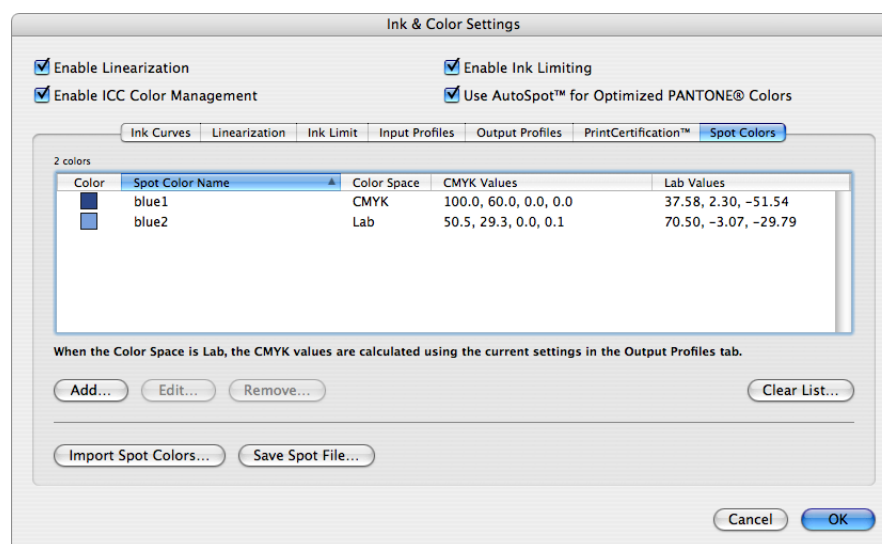 Ink & Color Settings
Enable Linearization
Enable Ink Limiting
Enable ICC Color Management
Use AutoSpot™ for Optimized PANTONE® Colors
Ink Curves Linearization Ink Limit Input Profiles Output Profiles PrintCertification™ Spot Colors
2 colors
Color Spot Color Name Color Space CMYK Values Lab Values
blue1 CMYK 100.0, 60.0, 0.0, 0.0 37.58, 2.30, -51.54
blue2 Lab 50.5, 29.3, 0.0, 0.1 70.50, -3.07, -29.79
When the Color Space is Lab, the CMYK values are calculated using the current settings in the Output Profiles tab.
Add... Edit... Remove... Clear List...
Import Spot Colors... Save Spot File...
Cancel OK